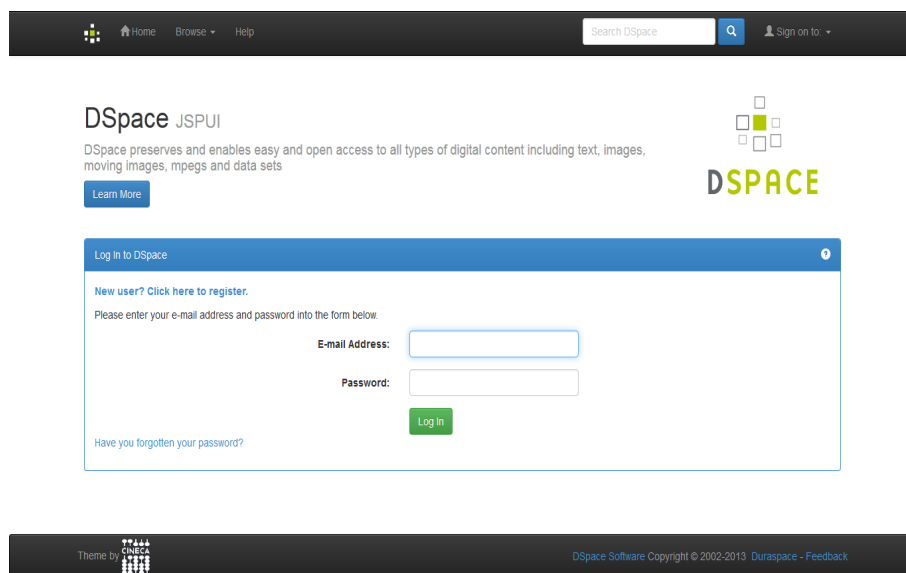 Home Browse Help Search DSpace Sign on to:
DSpace JSPUI
DSpace preserves and enables easy and open access to all types of digital content including text, images,
moving images, mpegs and data sets
Learn More
DSPACE
Log In to DSpace
New user? Click here to register.
Please enter your e-mail address and password into the form below.
E-mail Address:
Password:
Log In
Have you forgotten your password?
Theme by CINECA DSpace Software Copyright © 2002-2013 Duraspace - Feedback